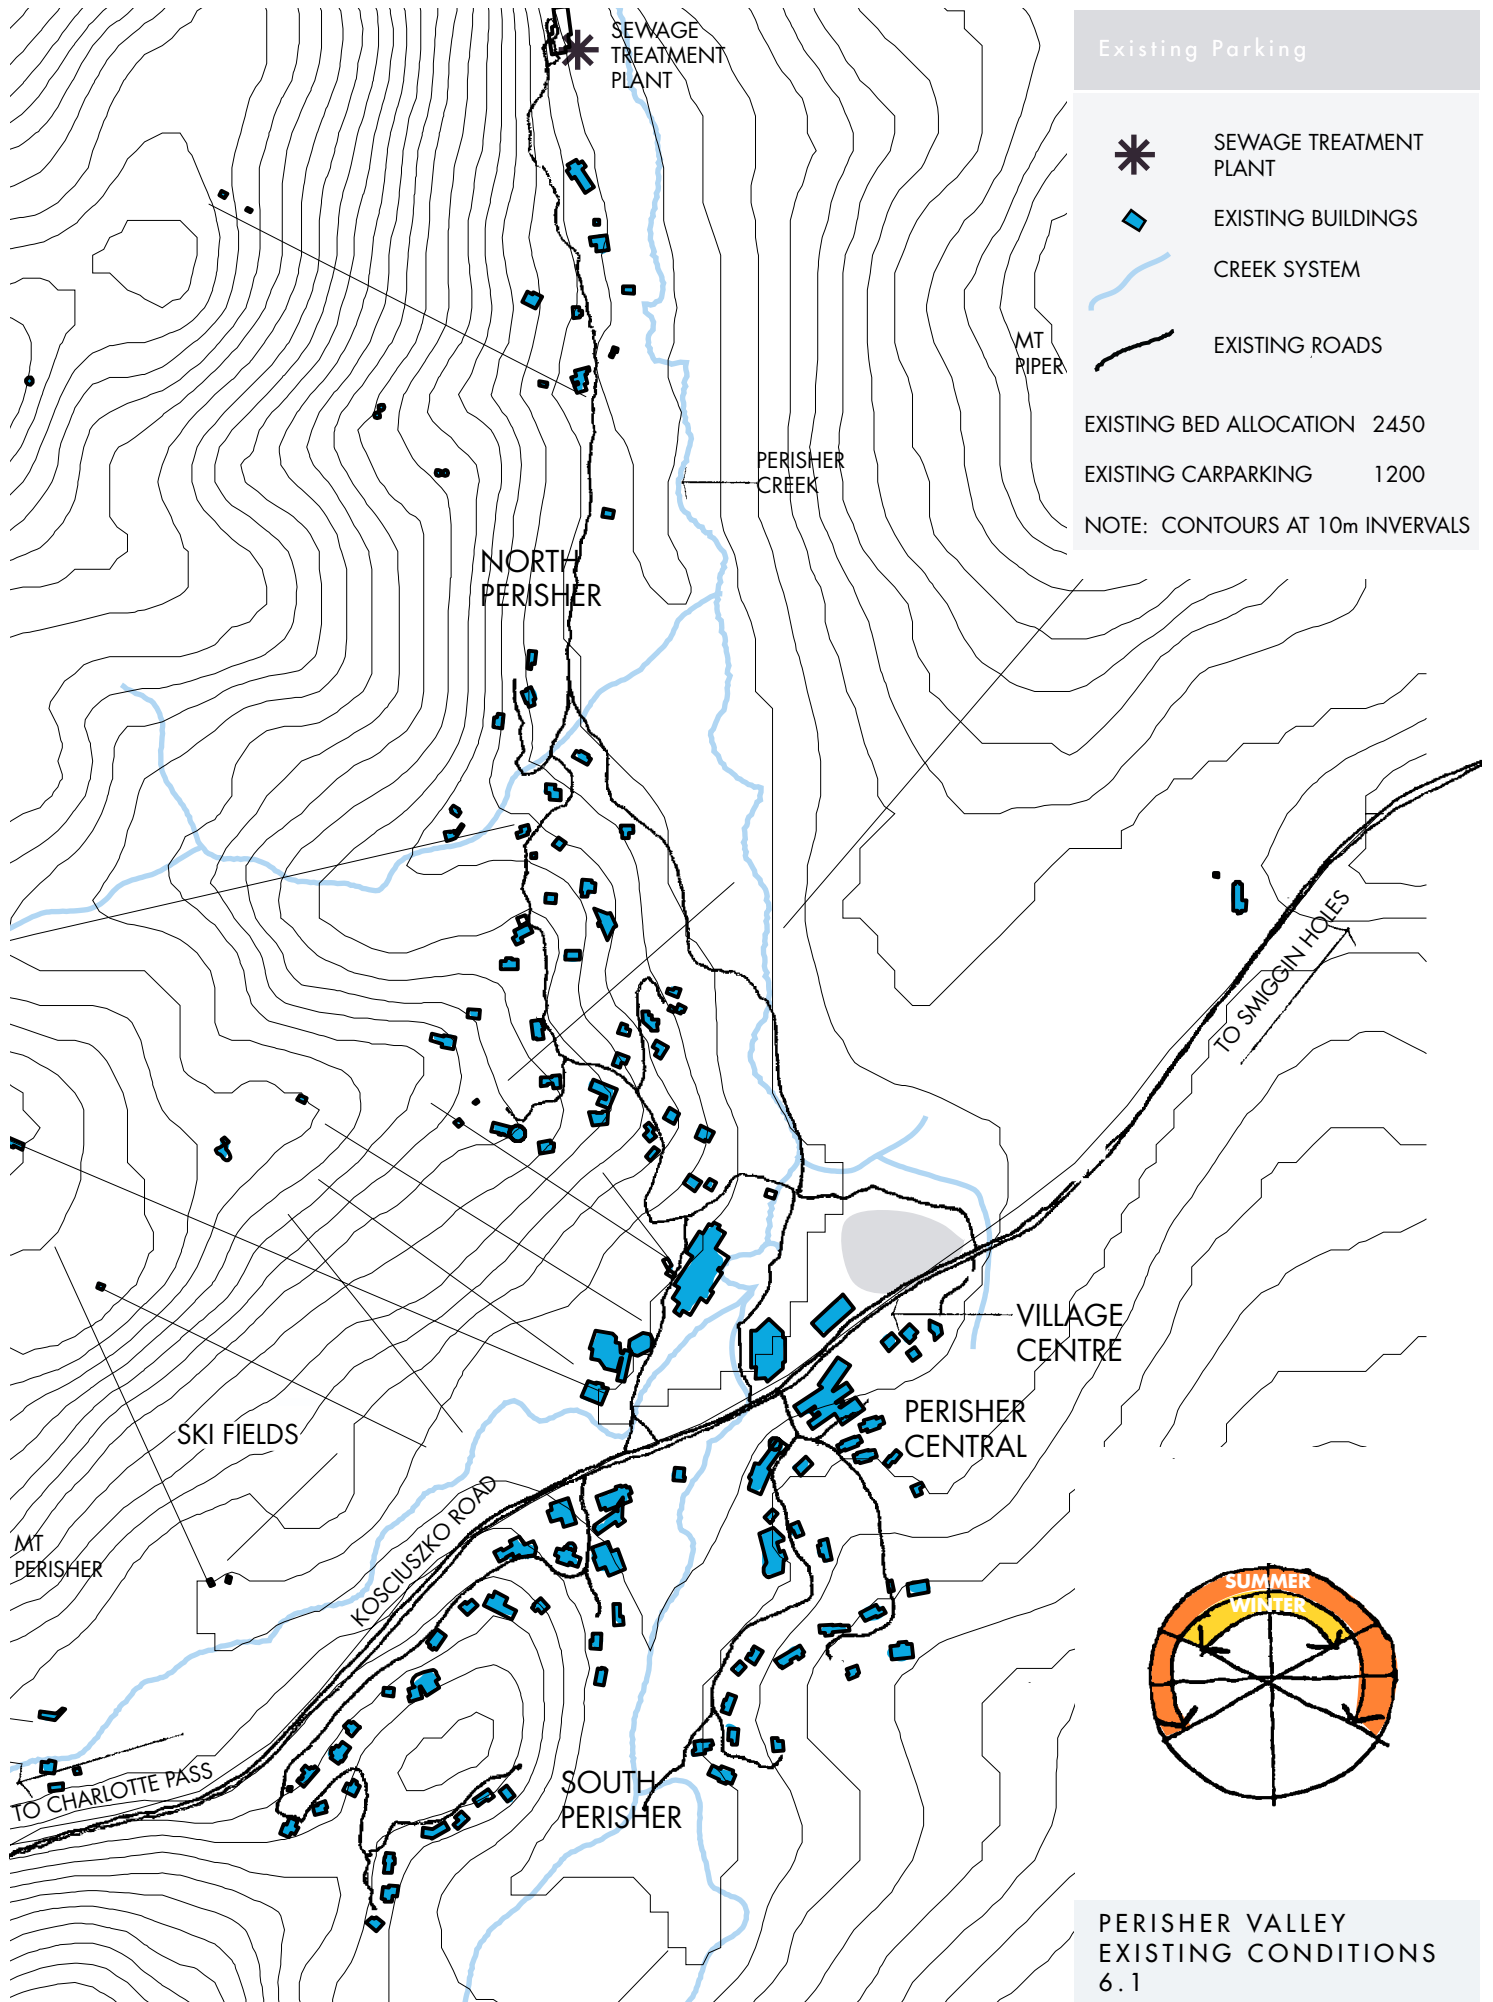 SEWAGE
TREATMENT
PLANT
Existing Parking
SEWAGE TREATMENT
PLANT
EXISTING BUILDINGS
CREEK SYSTEM
EXISTING ROADS
EXISTING BED ALLOCATION 2450
EXISTING CARPARKING 1200
NOTE: CONTOURS AT 10m INVERVALS
MT
PIPER
PERISHER
CREEK
NORTH
PERISHER
TO SMIGGIN HOLES
VILLAGE
CENTRE
PERISHER
CENTRAL
SKI FIELDS
KOSCIUSZKO ROAD
MT
PERISHER
TO CHARLOTTE PASS
SOUTH
PERISHER
SUMMER
WINTER
PERISHER VALLEY
EXISTING CONDITIONS
6.1